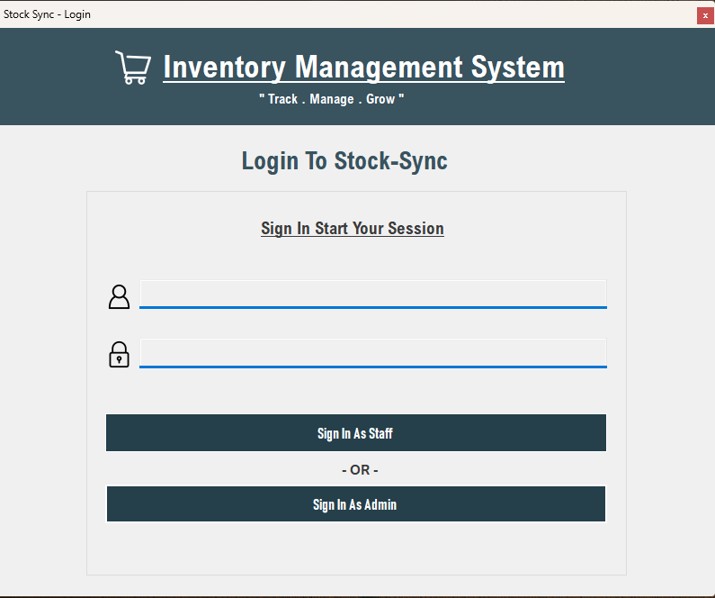 Stock Sync - Login
x
Inventory Management System
" Track . Manage . Grow "
Login To Stock-Sync
Sign In Start Your Session
Sign In As Staff
- OR -
Sign In As Admin